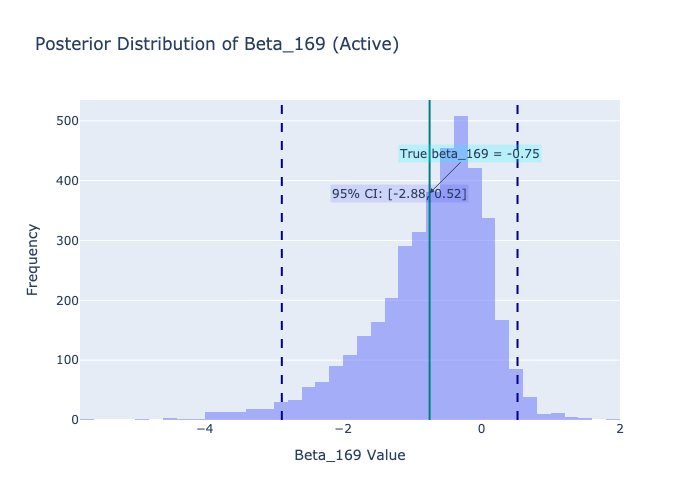 Posterior Distribution of Beta_169 (Active)
500
True beta_169 = -0.75
400
95% CI: [-2.88, 0.52]
300
200
100
0
Frequency
−4
−2
0
2
Beta_169 Value